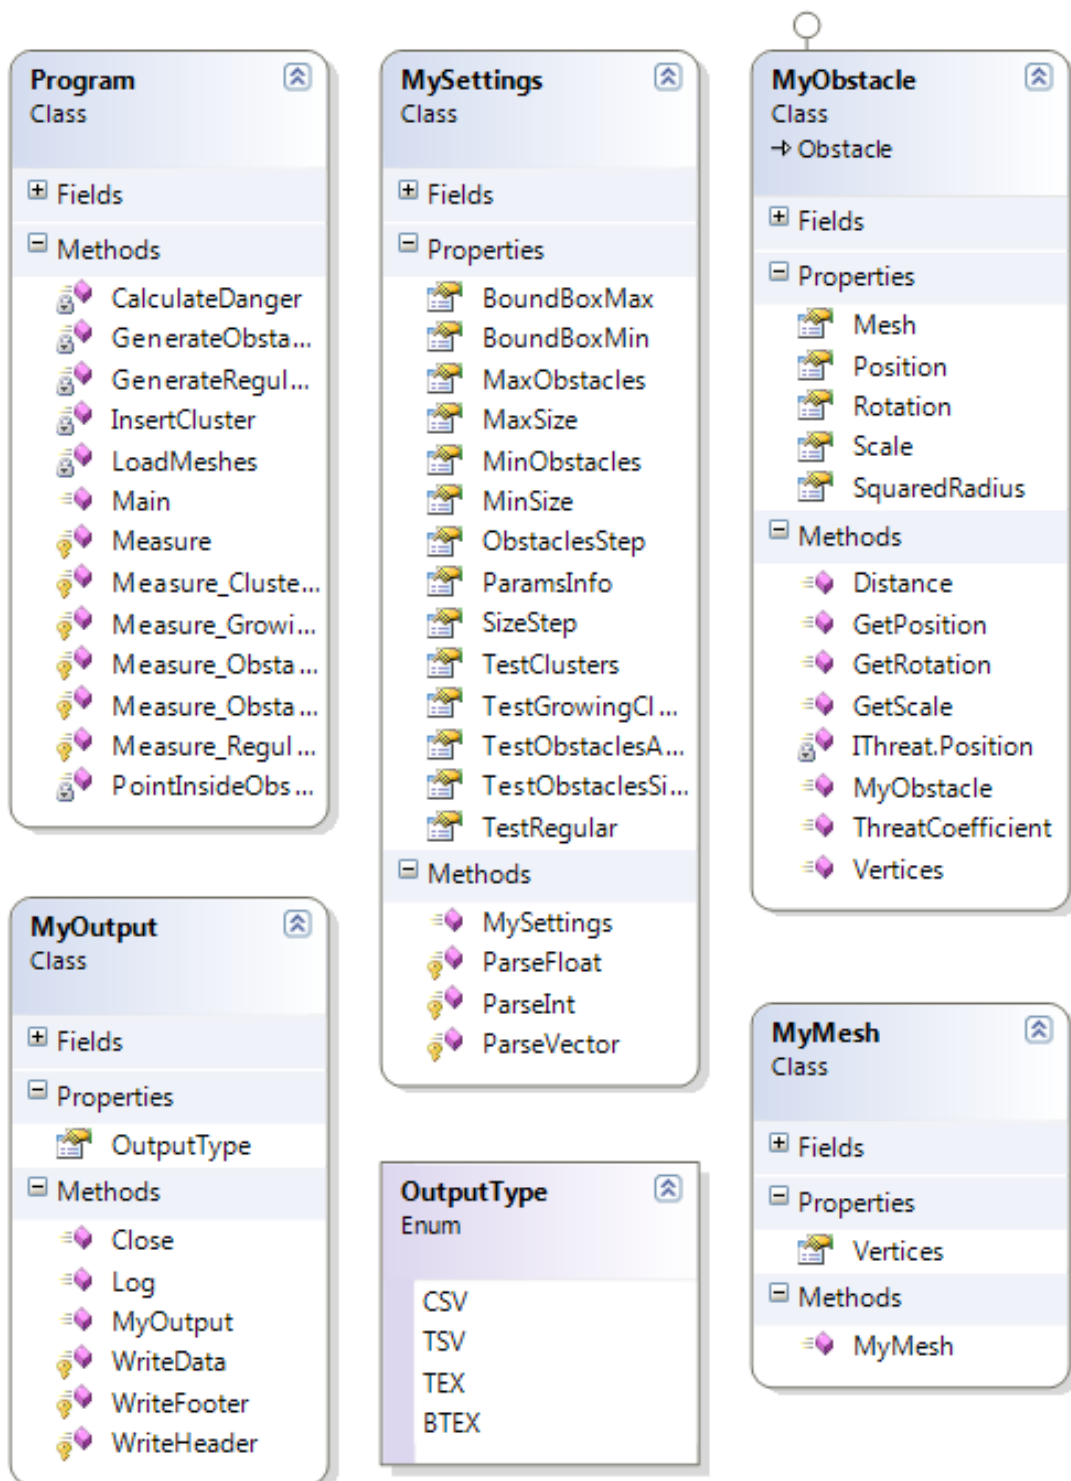 Program
Class
Fields
Methods
CalculateDanger
GenerateObsta...
GenerateRegul...
InsertCluster
LoadMeshes
Main
Measure
Measure_Cluste...
Measure_Growi...
Measure_Obsta...
Measure_Obsta...
Measure_Regul...
PointInsideObs...
MyOutput
Class
Fields
Properties
OutputType
Methods
Close
Log
MyOutput
WriteData
WriteFooter
WriteHeader
MySettings
Class
Fields
Properties
BoundBoxMax
BoundBoxMin
MaxObstacles
MaxSize
MinObstacles
MinSize
ObstaclesStep
ParamsInfo
SizeStep
TestClusters
TestGrowingCl...
TestObstaclesA...
TestObstaclesSi...
TestRegular
Methods
MySettings
ParseFloat
ParseInt
ParseVector
OutputType
Enum
CSV
TSV
TEX
BTEX
MyObstacle
Class
Obstacle
Fields
Properties
Mesh
Position
Rotation
Scale
SquaredRadius
Methods
Distance
GetPosition
GetRotation
GetScale
IThreat.Position
MyObstacle
ThreatCoefficient
Vertices
MyMesh
Class
Fields
Properties
Vertices
Methods
MyMesh